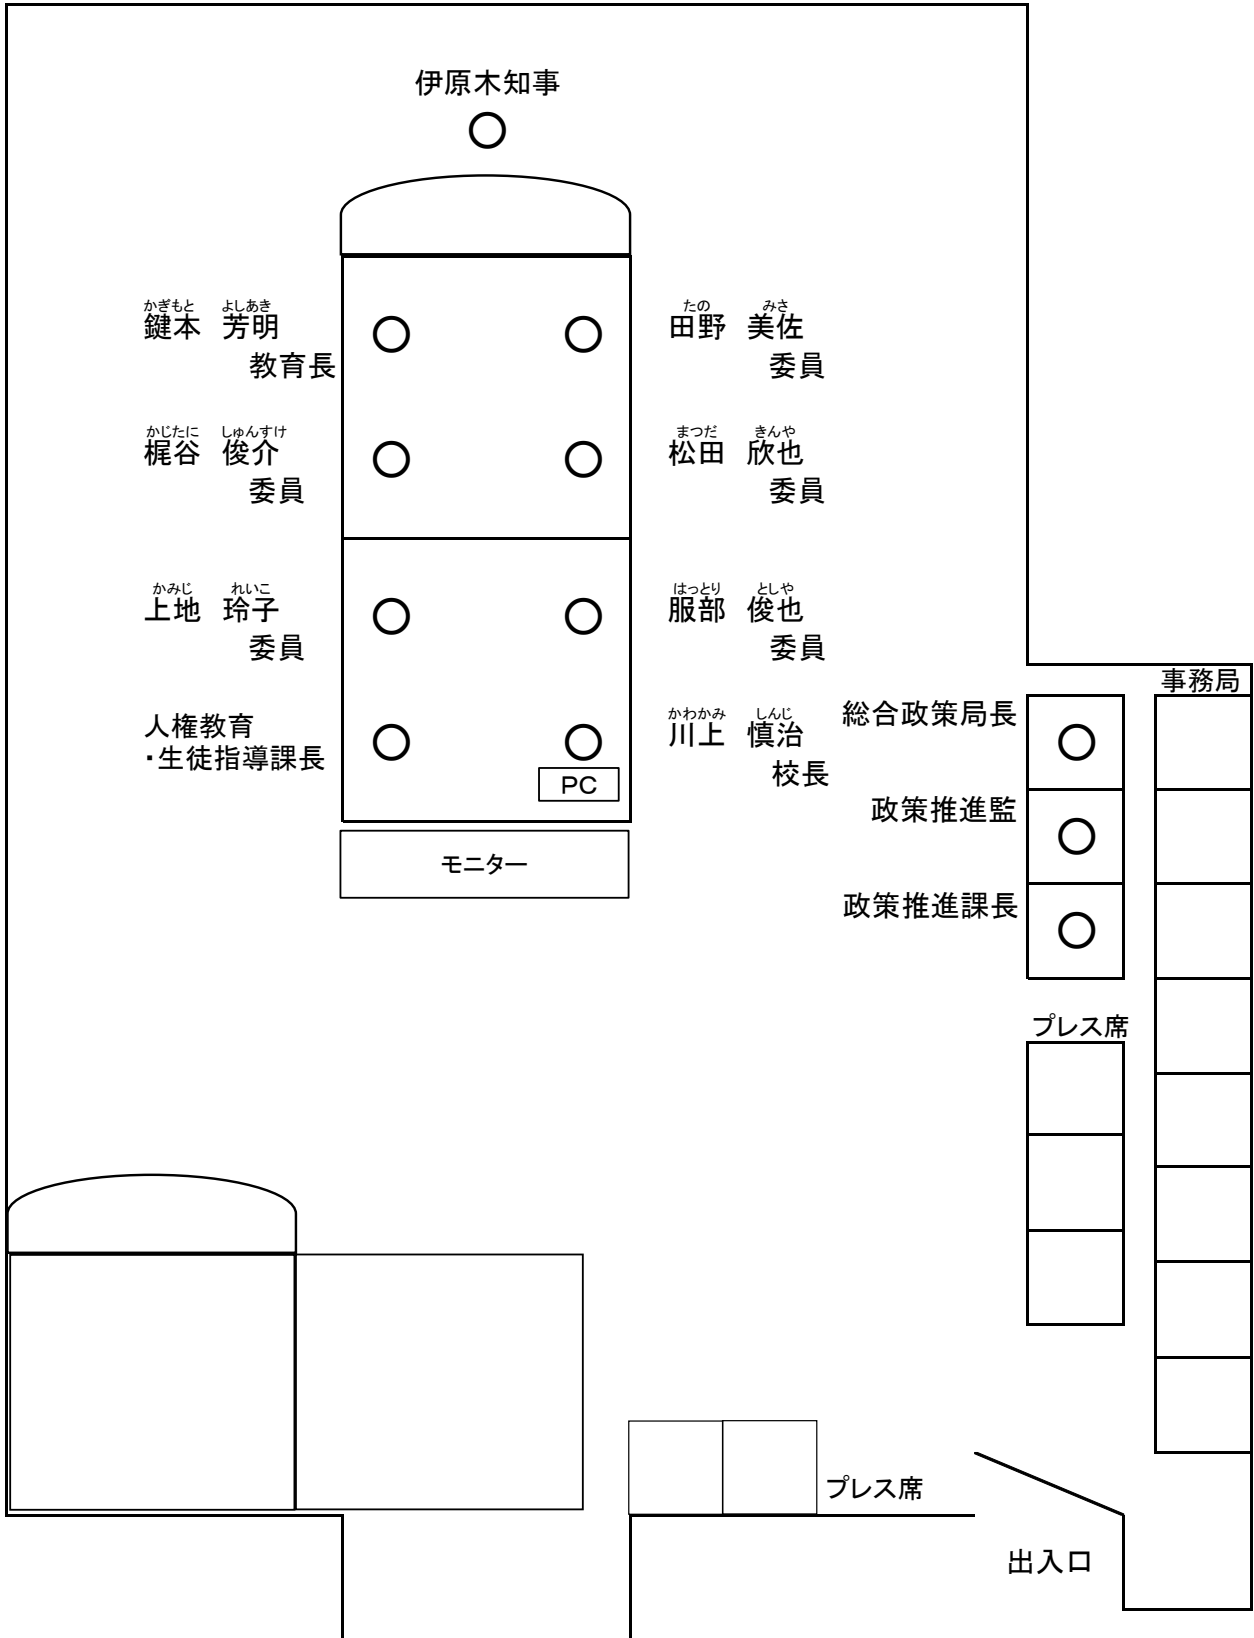 伊原木知事
かぎもと よしあき
鍵本 芳明
教育長
たの みさ
田野 美佐
委員
かじたに しゅんすけ
梶谷 俊介
委員
まつだ きんや
松田 欣也
委員
かみじ れいこ
上地 玲子
委員
はっとり としや
服部 俊也
委員
人権教育
・生徒指導課長
かわかみ しんじ
川上 慎治
校長
PC
モニター
事務局
総合政策局長
政策推進監
政策推進課長
プレス席
プレス席
出入口